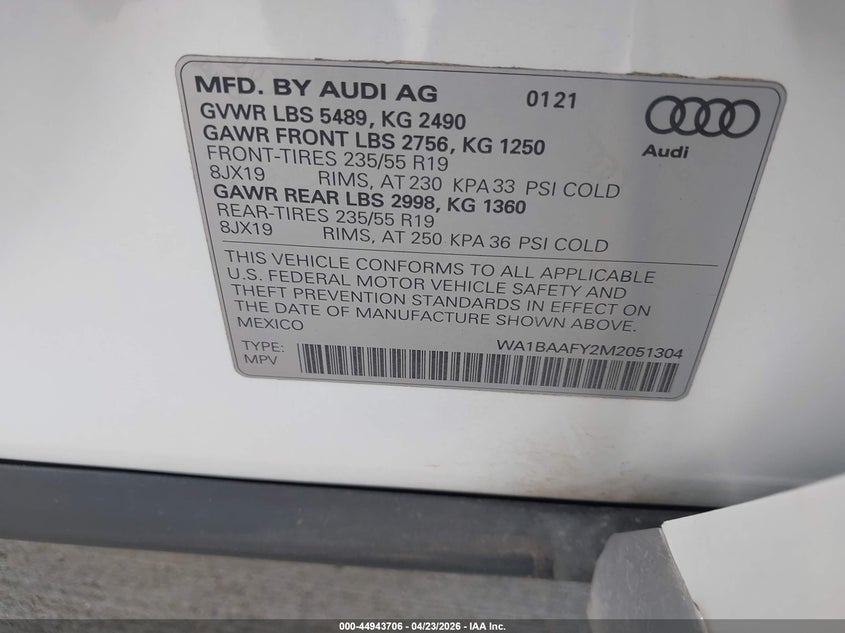 MFD. BY AUDI AG 0121
GVWR LBS 5489, KG 2490
GAWR FRONT LBS 2756, KG 1250
FRONT-TIRES 235/55 R19
8JX19 RIMS, AT 230 KPA 33 PSI COLD
GAWR REAR LBS 2998, KG 1360
REAR-TIRES 235/55 R19
8JX19 RIMS, AT 250 KPA 36 PSI COLD
Audi
THIS VEHICLE CONFORMS TO ALL APPLICABLE
U.S. FEDERAL MOTOR VEHICLE SAFETY AND
THEFT PREVENTION STANDARDS IN EFFECT ON
THE DATE OF MANUFACTURE SHOWN ABOVE.
MEXICO
TYPE: WA1BAAFY2M2051304
MPV
000-44943706 - 04/23/2026 - IAA Inc.